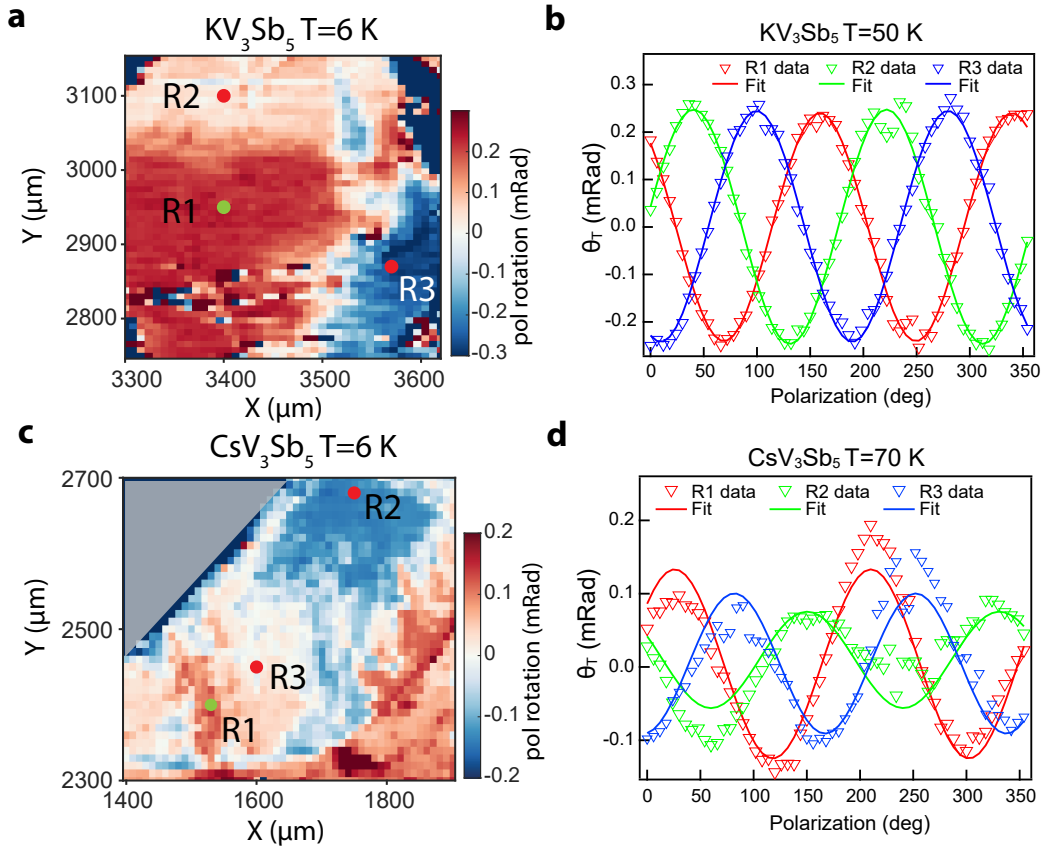 a
KV₃Sb₅ T=6 K
3100
3000
2900
2800
Y (μm)
R2
R1
R3
3300 3400 3500 3600
X (μm)
0.2
0.1
0
-0.1
-0.2
-0.3
pol rotation (mRad)
b
KV₃Sb₅ T=50 K
R1 data R2 data R3 data
Fit Fit Fit
0.3
0.2
0.1
0.0
-0.1
-0.2
θT (mRad)
0 50 100 150 200 250 300 350
Polarization (deg)
c
CsV₃Sb₅ T=6 K
2700
2500
2300
Y (μm)
R2
R3
R1
1400 1600 1800
X (μm)
0.2
0.1
0
-0.1
-0.2
pol rotation (mRad)
d
CsV₃Sb₅ T=70 K
R1 data R2 data R3 data
Fit Fit Fit
0.2
0.1
0.0
-0.1
θT (mRad)
0 50 100 150 200 250 300 350
Polarization (deg)